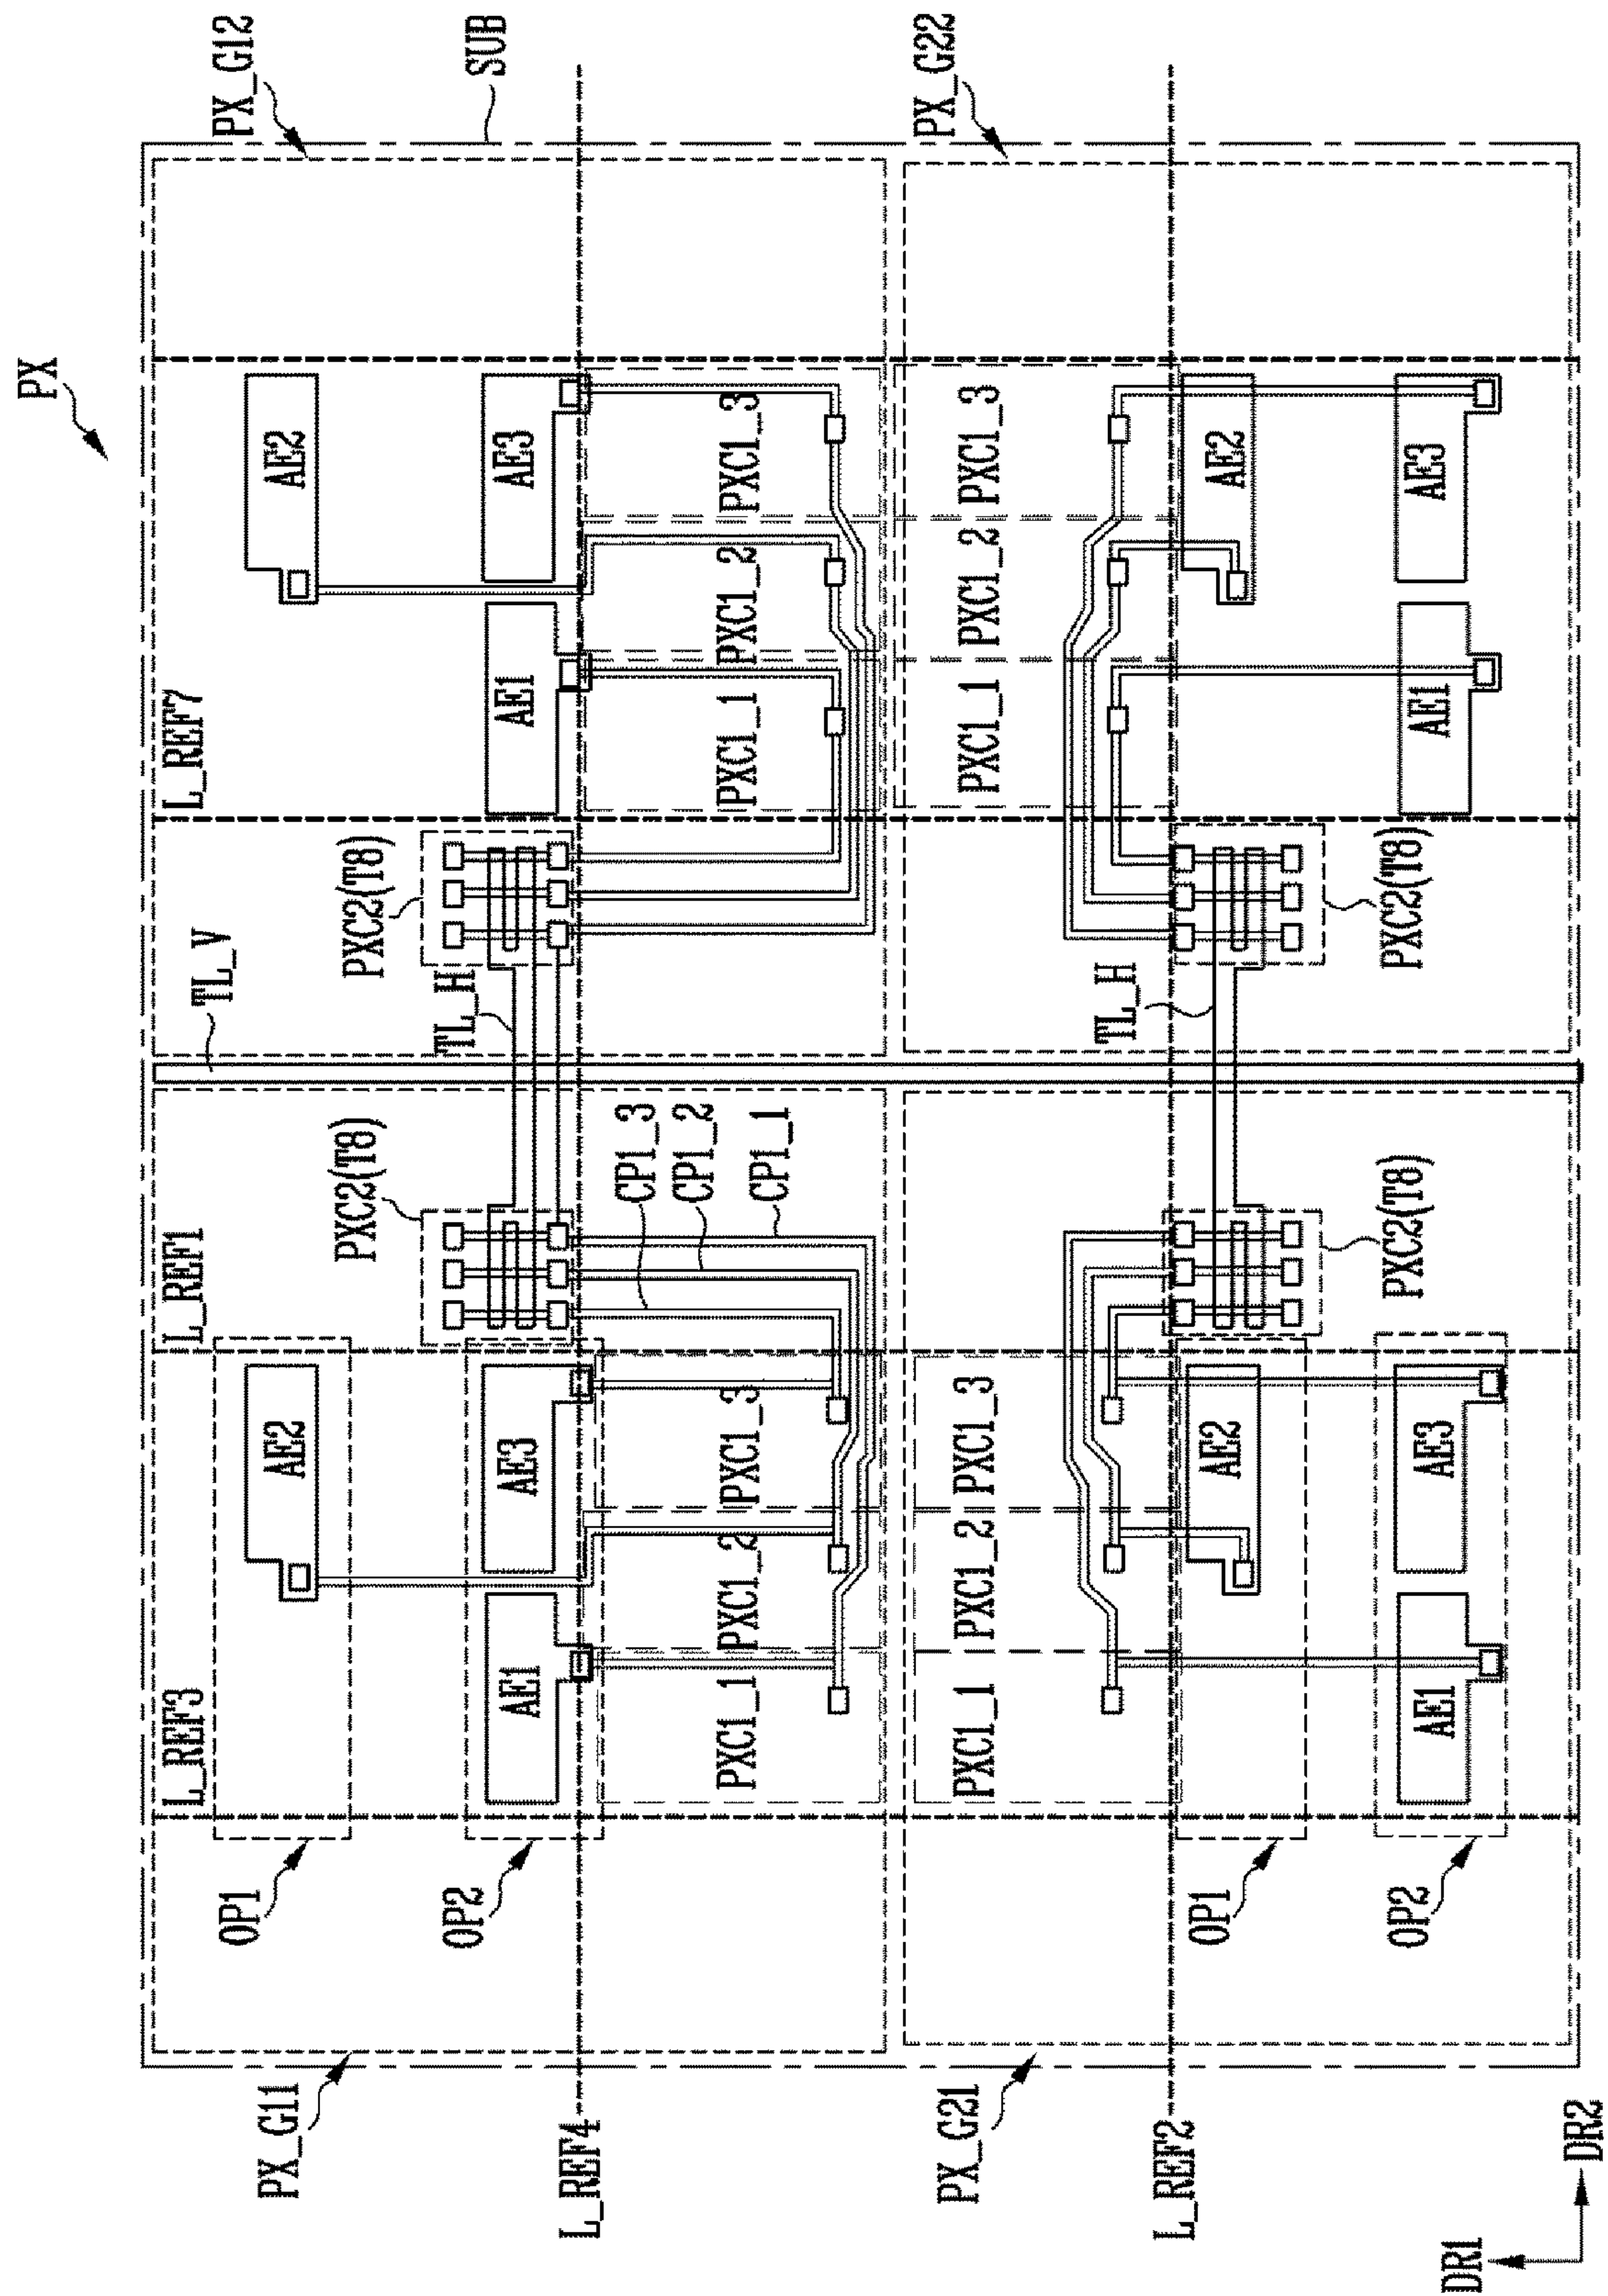 PX
PX_G12
SUB
PX_G22
AE2
AE3
PXC1_3
PXC1_3
AE2
AE3
PXC1_2
PXC1_2
L_REF7
AE1
PXC1_1
PXC1_1
AE1
PXC2(T8)
PXC2(T8)
TL_V
TL_H
TL_H
PXC2(T8)
CP1_3
CP1_2
CP1_1
PXC2(T8)
L_REF1
AE2
AE3
PXC1_3
PXC1_3
AE2
AE3
PXC1_2
PXC1_2
L_REF3
AE1
PXC1_1
PXC1_1
AE1
OP1
OP2
OP1
OP2
PX_G11
L_REF4
PX_G21
L_REF2
DR1
DR2